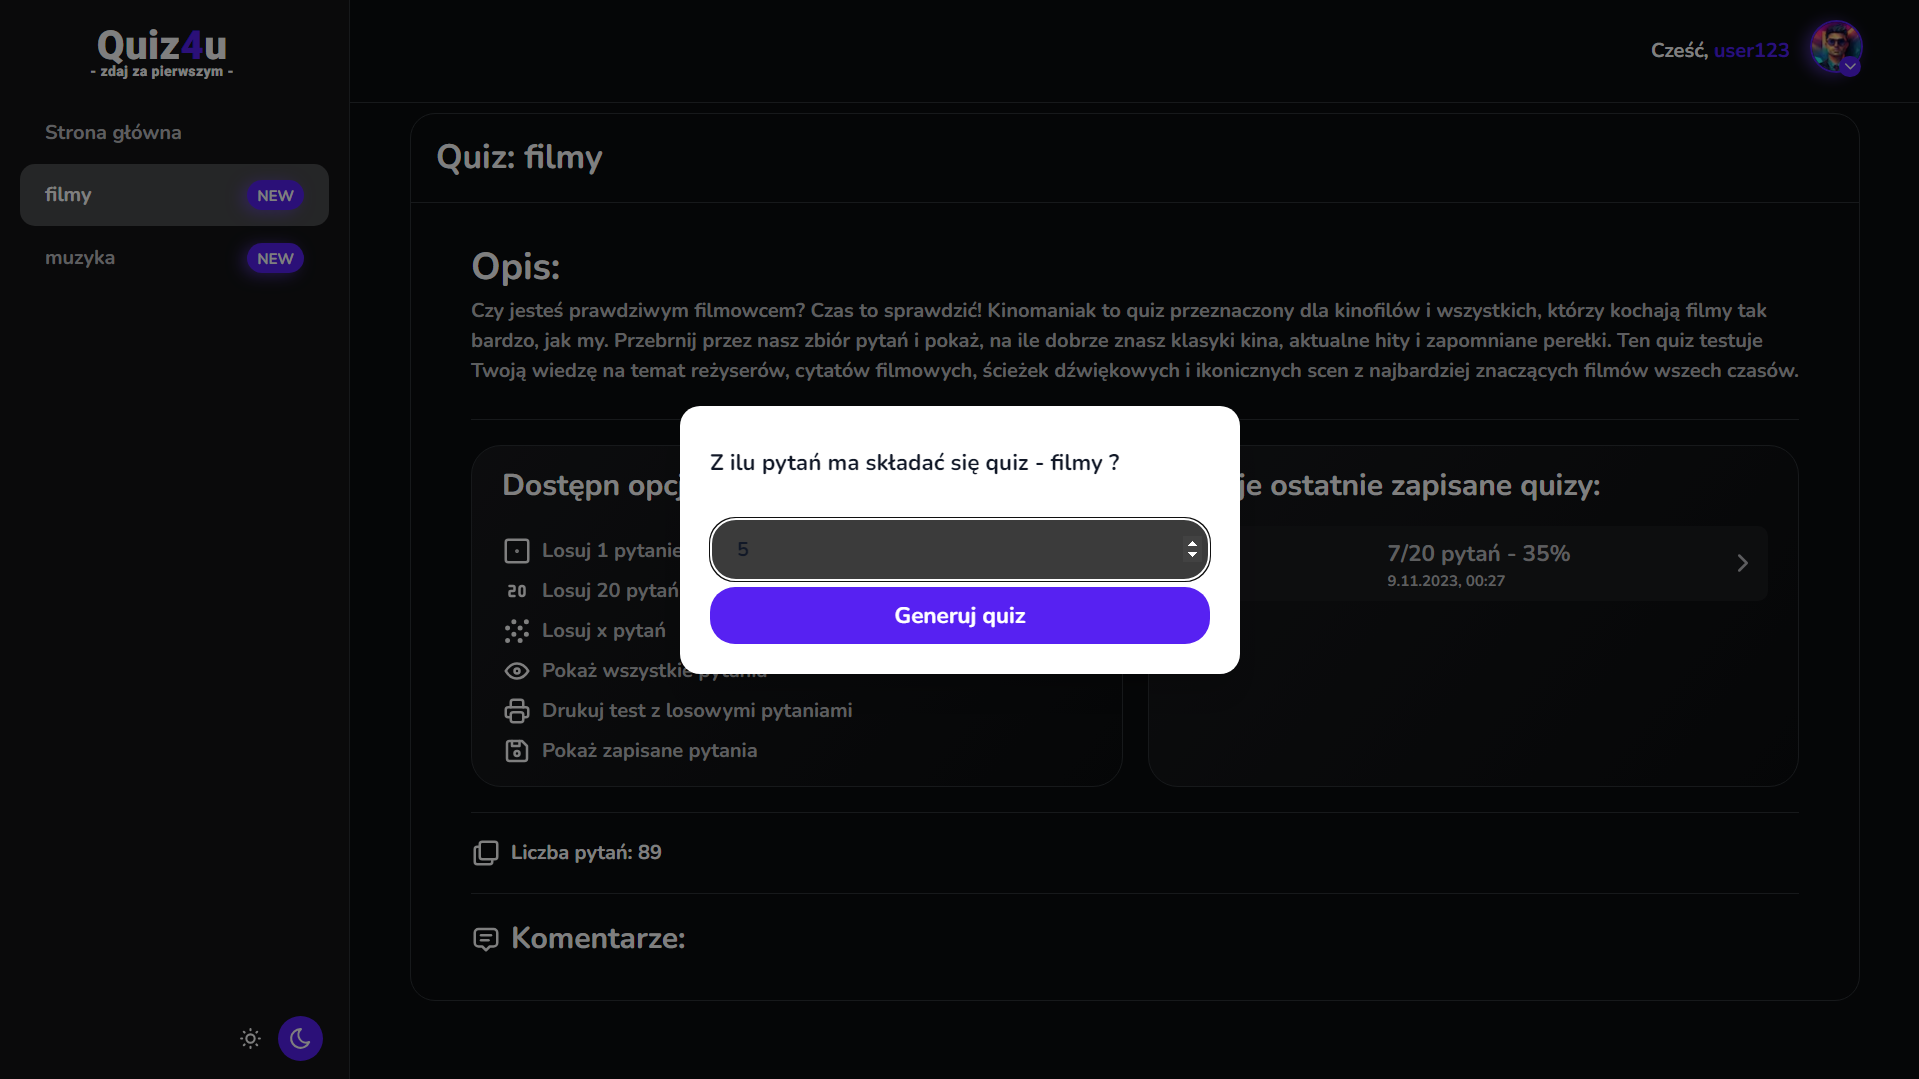 Quiz4u
- zdaj za pierwszym -
Cześć, user123
Strona główna
filmy NEW
muzyka NEW
Quiz: filmy
Opis:
Czy jesteś prawdziwym filmowcem? Czas to sprawdzić! Kinomaniak to quiz przeznaczony dla kinofilów i wszystkich, którzy kochają filmy tak
bardzo, jak my. Przebrnij przez nasz zbiór pytań i pokaż, na ile dobrze znasz klasyki kina, aktualne hity i zapomniane perełki. Ten quiz testuje
Twoją wiedzę na temat reżyserów, cytatów filmowych, ścieżek dźwiękowych i ikonicznych scen z najbardziej znaczących filmów wszech czasów.
Z ilu pytań ma składać się quiz - filmy ?
5
Generuj quiz
Dostępn
Losuj 1 pytanie
20 Losuj 20 pytań
Losuj x pytań
Pokaż wszystkie pytania
Drukuj test z losowymi pytaniami
Pokaż zapisane pytania
ostatnie zapisane quizy:
7/20 pytań - 35%
9.11.2023, 00:27
Liczba pytań: 89
Komentarze: